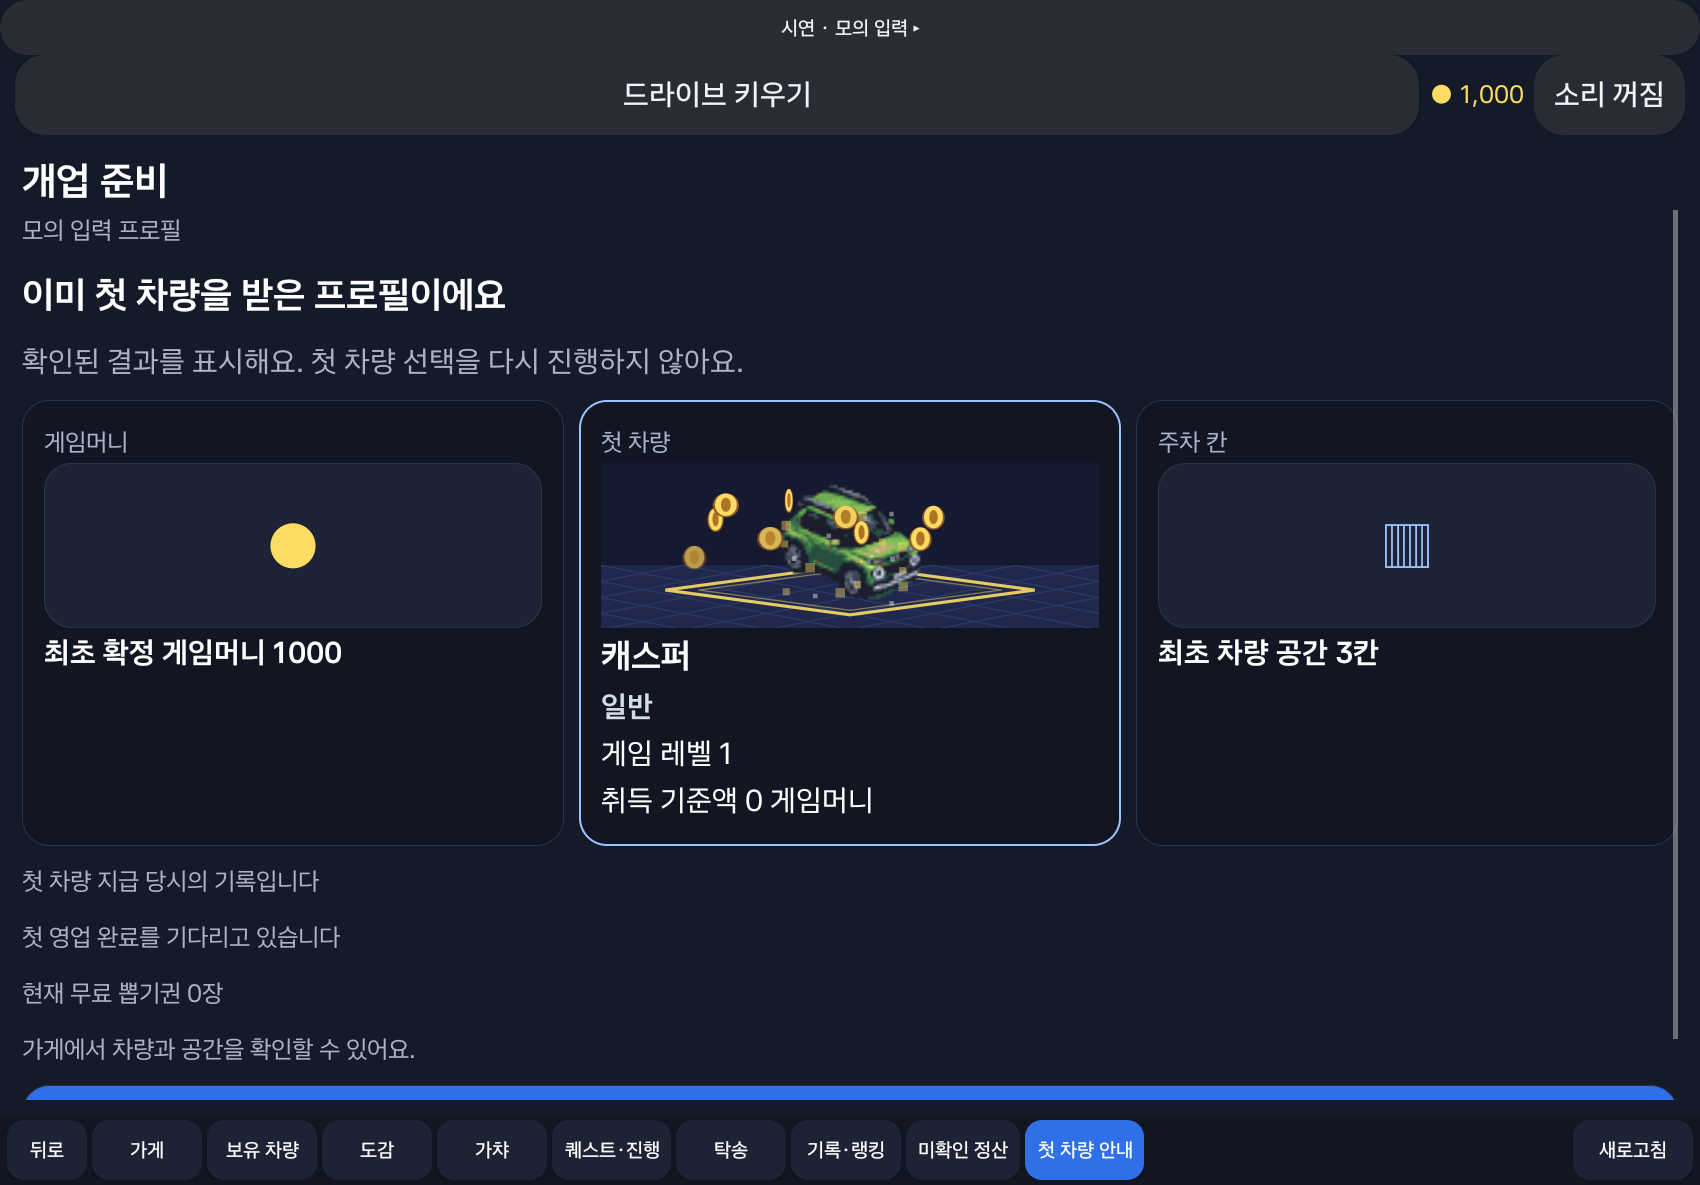 시연 · 모의 입력 ▸
드라이브 키우기
1,000
소리 꺼짐
개업 준비
모의 입력 프로필
이미 첫 차량을 받은 프로필이에요
확인된 결과를 표시해요. 첫 차량 선택을 다시 진행하지 않아요.
게임머니
최초 확정 게임머니 1000
첫 차량
캐스퍼
일반
게임 레벨 1
취득 기준액 0 게임머니
주차 칸
최초 차량 공간 3칸
첫 차량 지급 당시의 기록입니다
첫 영업 완료를 기다리고 있습니다
현재 무료 뽑기권 0장
가게에서 차량과 공간을 확인할 수 있어요.
뒤로
가게
보유 차량
도감
가챠
퀘스트·진행
탁송
기록·랭킹
미확인 정산
첫 차량 안내
새로고침